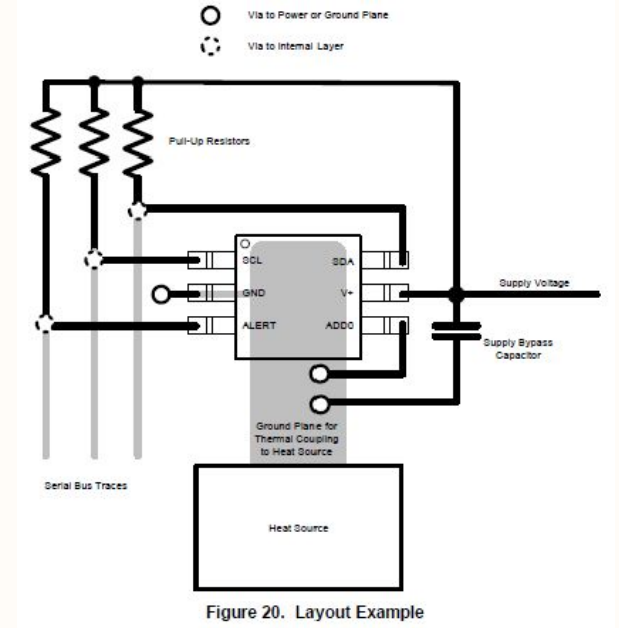 Via to Power or Ground Plane
Via to Internal Layer
Pull-Up Resistors
SCL
SDA
GND
V+
ALERT
ADD0
Supply Voltage
Supply Bypass
Capacitor
Ground Plane for
Thermal Coupling
to Heat Source
Serial Bus Traces
Heat Source
Figure 20. Layout Example